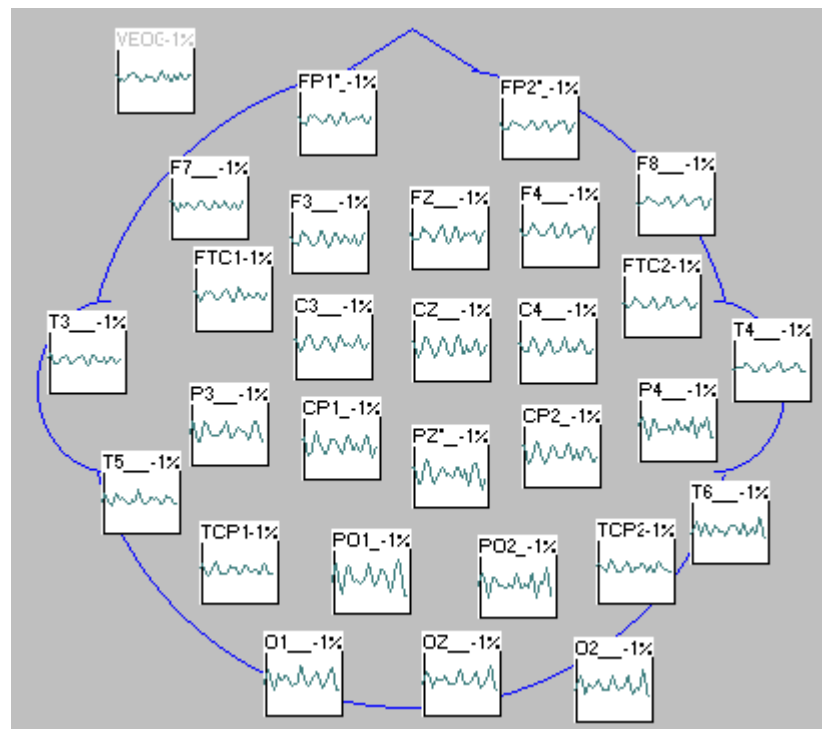 VEOG-1%
FP1"_-1%
FP2"_-1%
F7___-1%
F8___-1%
F3___-1%
FZ___-1%
F4___-1%
FTC1-1%
FTC2-1%
T3___-1%
C3___-1%
CZ___-1%
C4___-1%
T4___-1%
P3___-1%
CP1_-1%
PZ"_-1%
CP2_-1%
P4___-1%
T5___-1%
T6___-1%
TCP1-1%
PO1_-1%
PO2_-1%
TCP2-1%
O1___-1%
OZ___-1%
O2___-1%